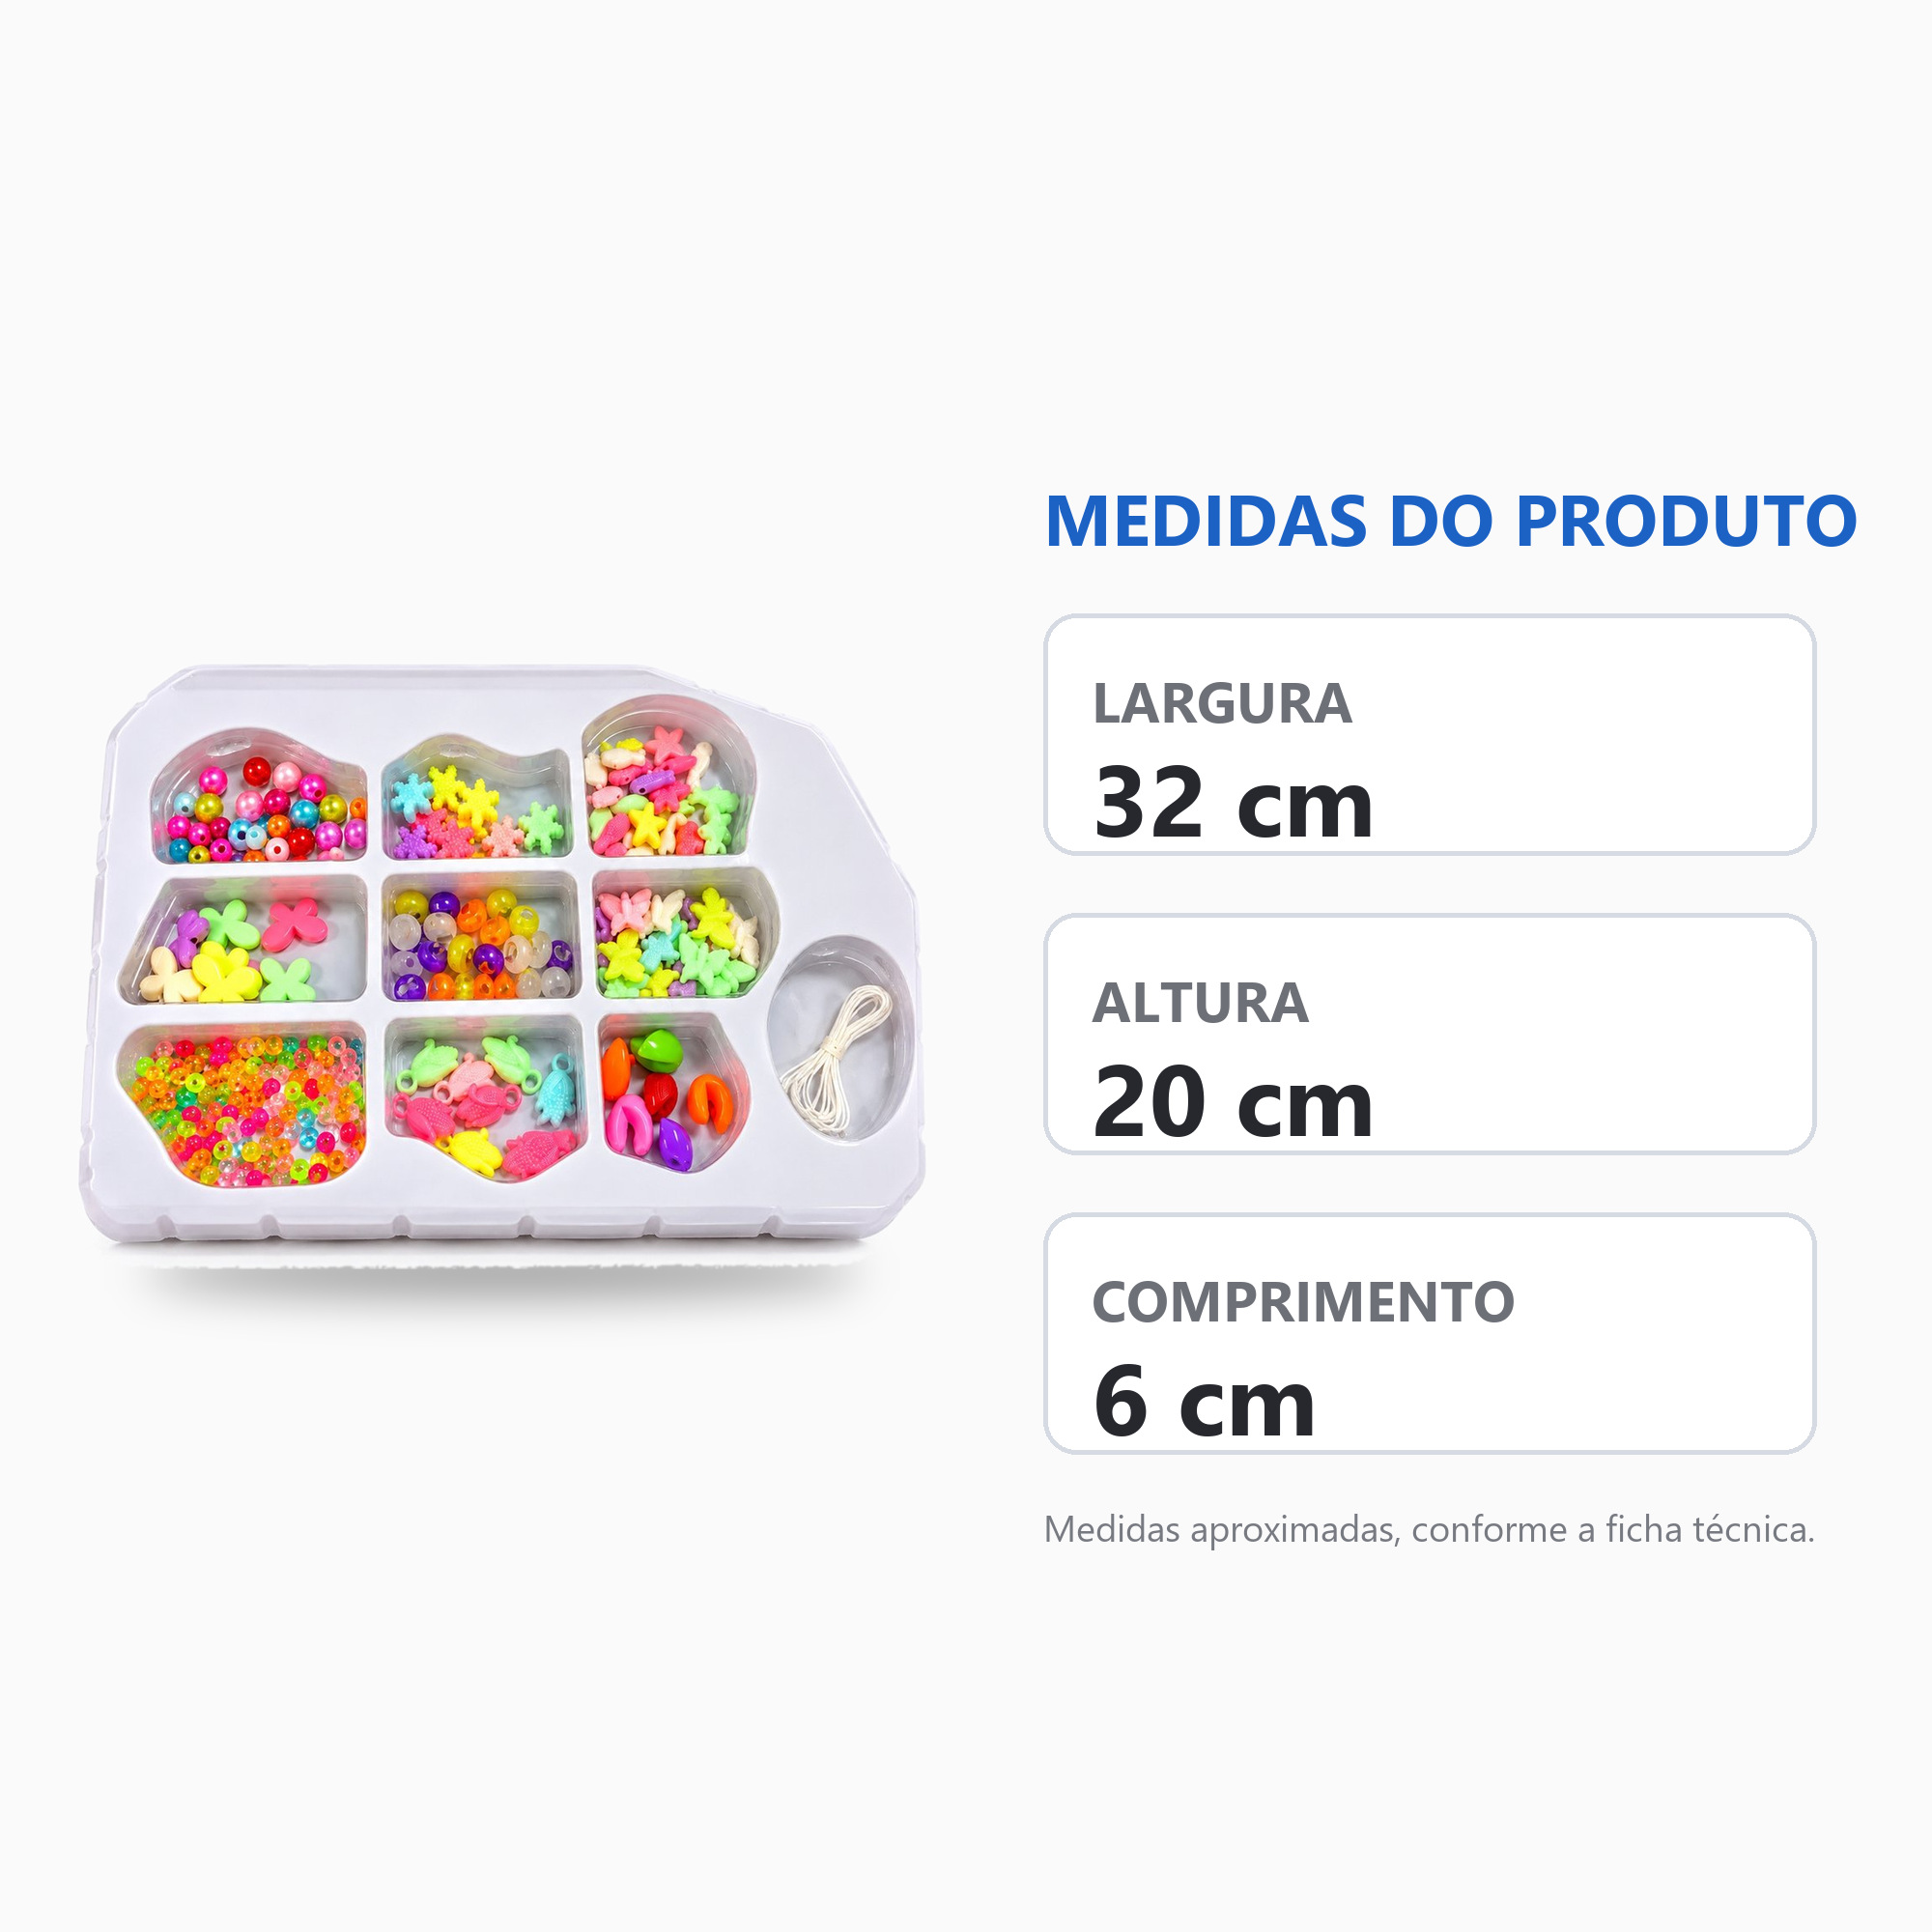 MEDIDAS DO PRODUTO
LARGURA
32 cm
ALTURA
20 cm
COMPRIMENTO
6 cm
Medidas aproximadas, conforme a ficha técnica.